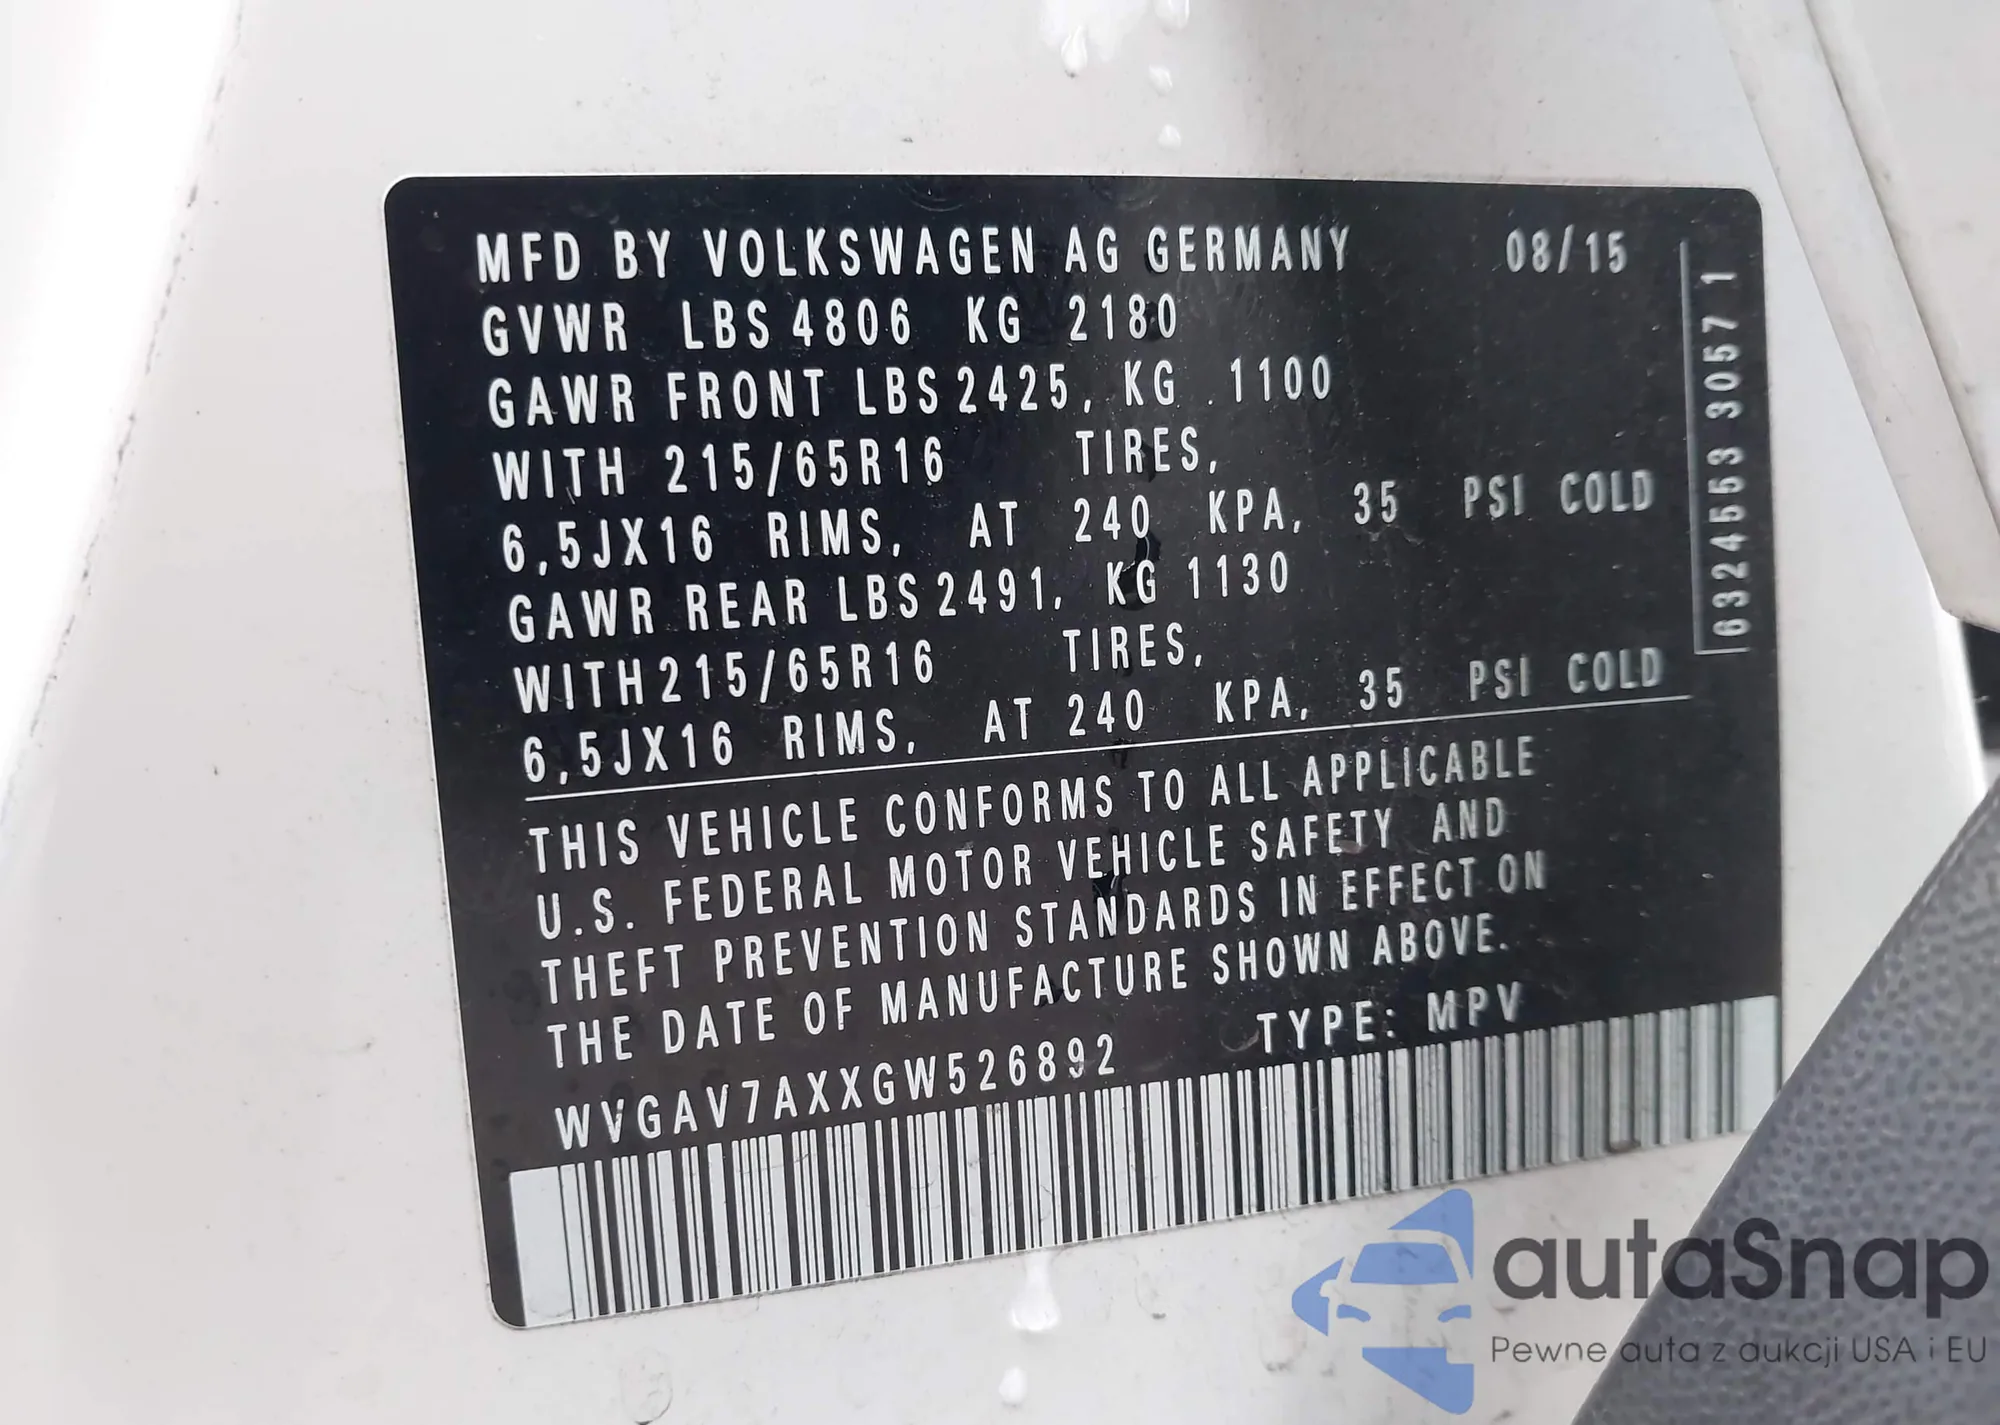 MFD BY VOLKSWAGEN AG GERMANY 08/15
GVWR LBS 4806 KG 2180
GAWR FRONT LBS 2425, KG 1100
WITH 215/65R16 TIRES,
6,5JX16 RIMS, AT 240 KPA, 35 PSI COLD
GAWR REAR LBS 2491, KG 1130
WITH 215/65R16 TIRES,
6,5JX16 RIMS, AT 240 KPA, 35 PSI COLD
6324553 3057 1
THIS VEHICLE CONFORMS TO ALL APPLICABLE
U.S. FEDERAL MOTOR VEHICLE SAFETY AND
THEFT PREVENTION STANDARDS IN EFFECT ON
THE DATE OF MANUFACTURE SHOWN ABOVE.
WVGAV7AXXGW526892 TYPE: MPV
autaSnap
Pewne auta z aukcji USA i EU